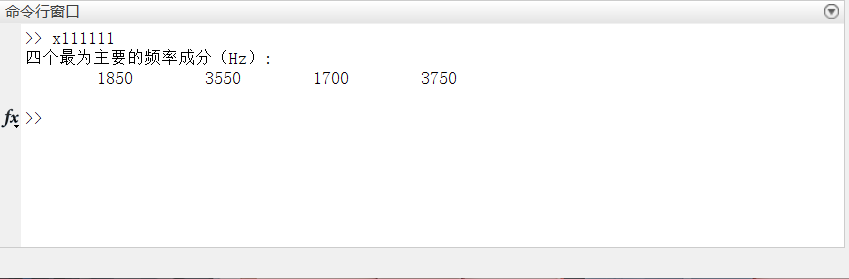 命令行窗口
>> x111111
四个最为主要的频率成分（Hz）:
1850 3550 1700 3750
fx >>